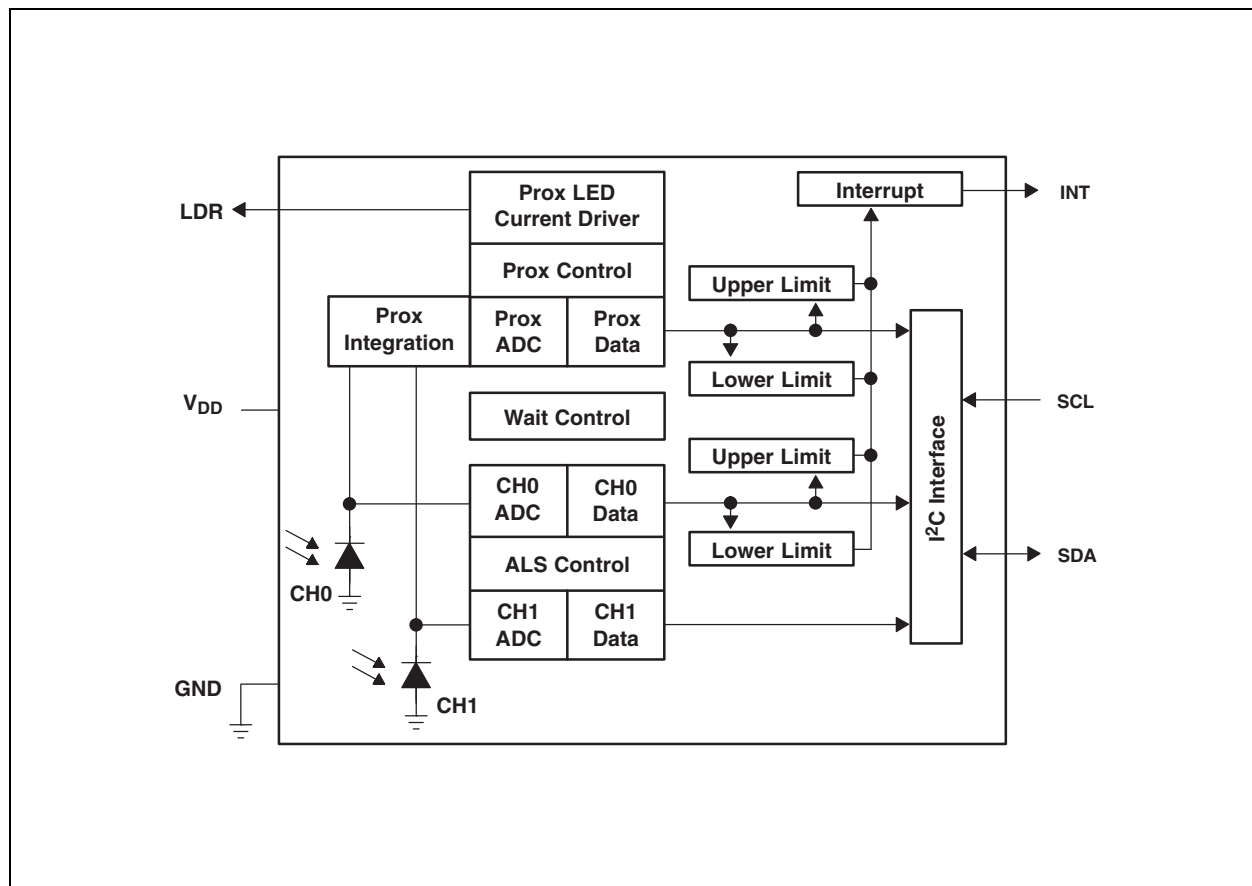 Prox LED
Current Driver
Interrupt
INT
LDR
Prox Control
Upper Limit
Prox
Integration
Prox
ADC
Prox
Data
Lower Limit
VDD
Wait Control
SCL
Upper Limit
CH0
ADC
CH0
Data
I²C Interface
Lower Limit
SDA
ALS Control
CH0
CH1
ADC
CH1
Data
GND
CH1